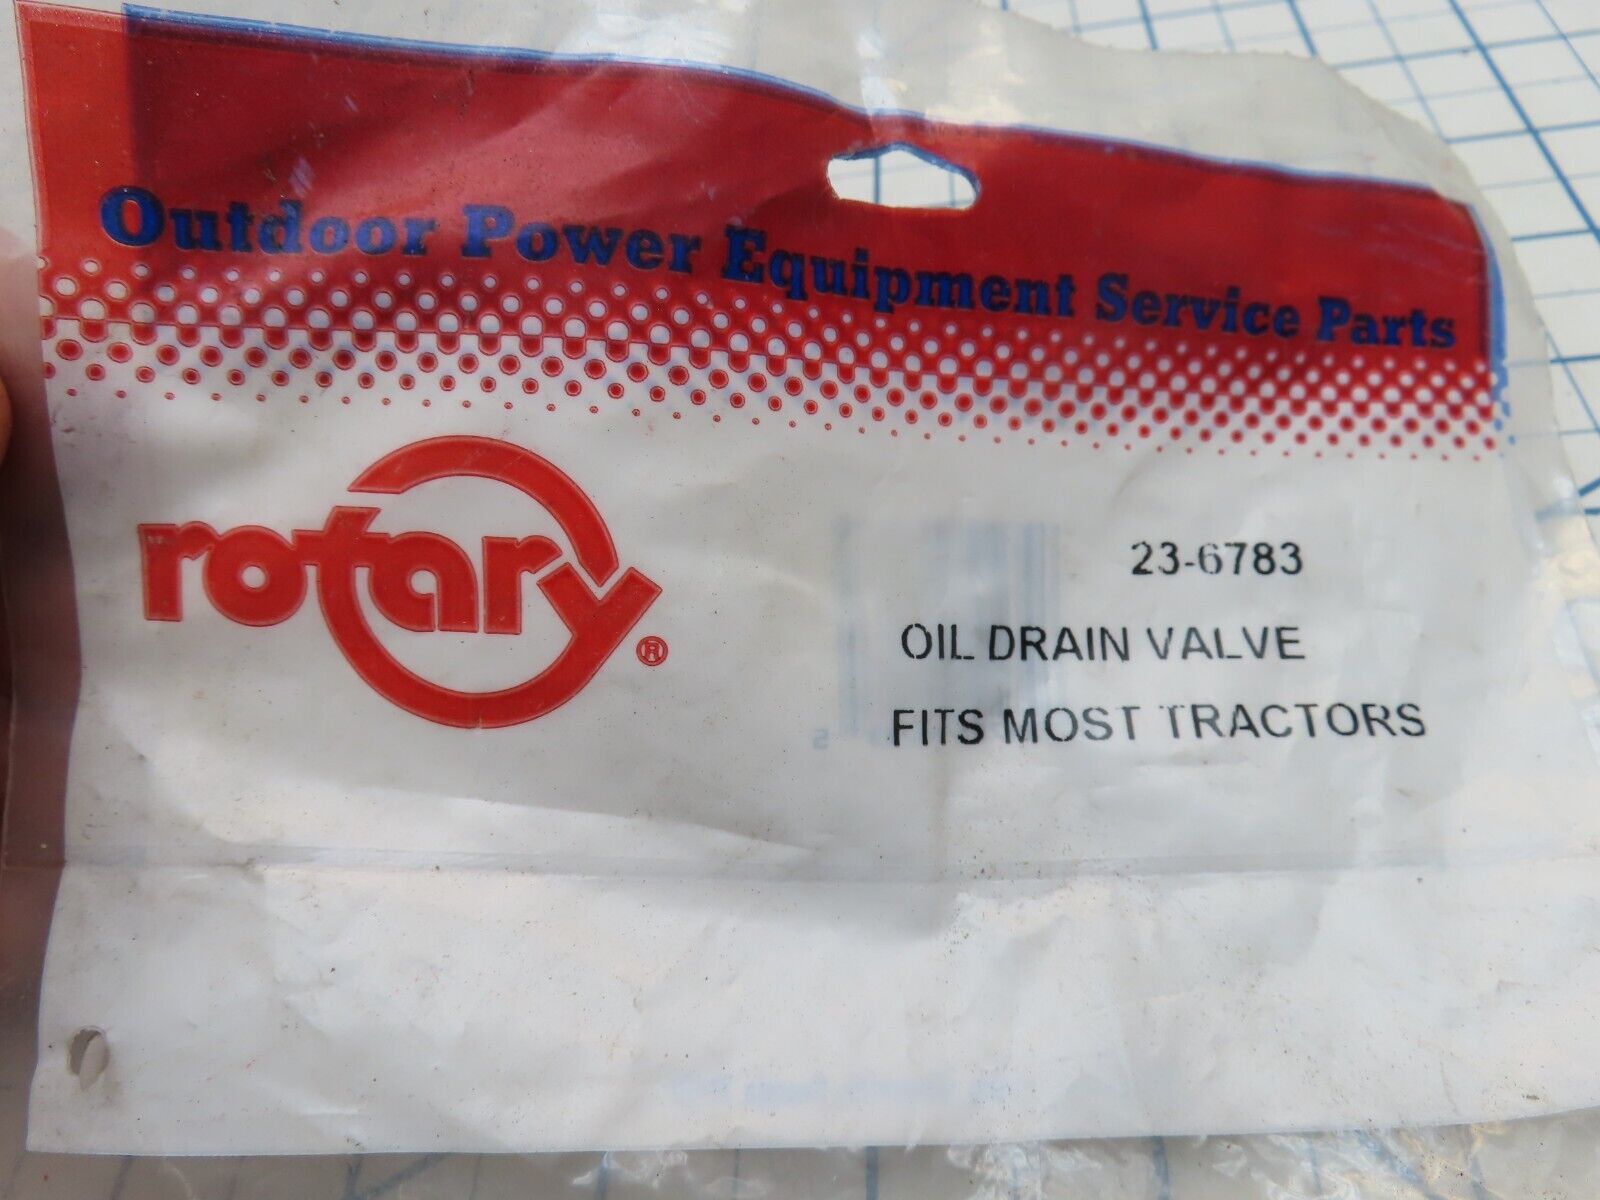 Outdoor Power Equipment Service Parts
rotary®
23-6783
OIL DRAIN VALVE
FITS MOST TRACTORS